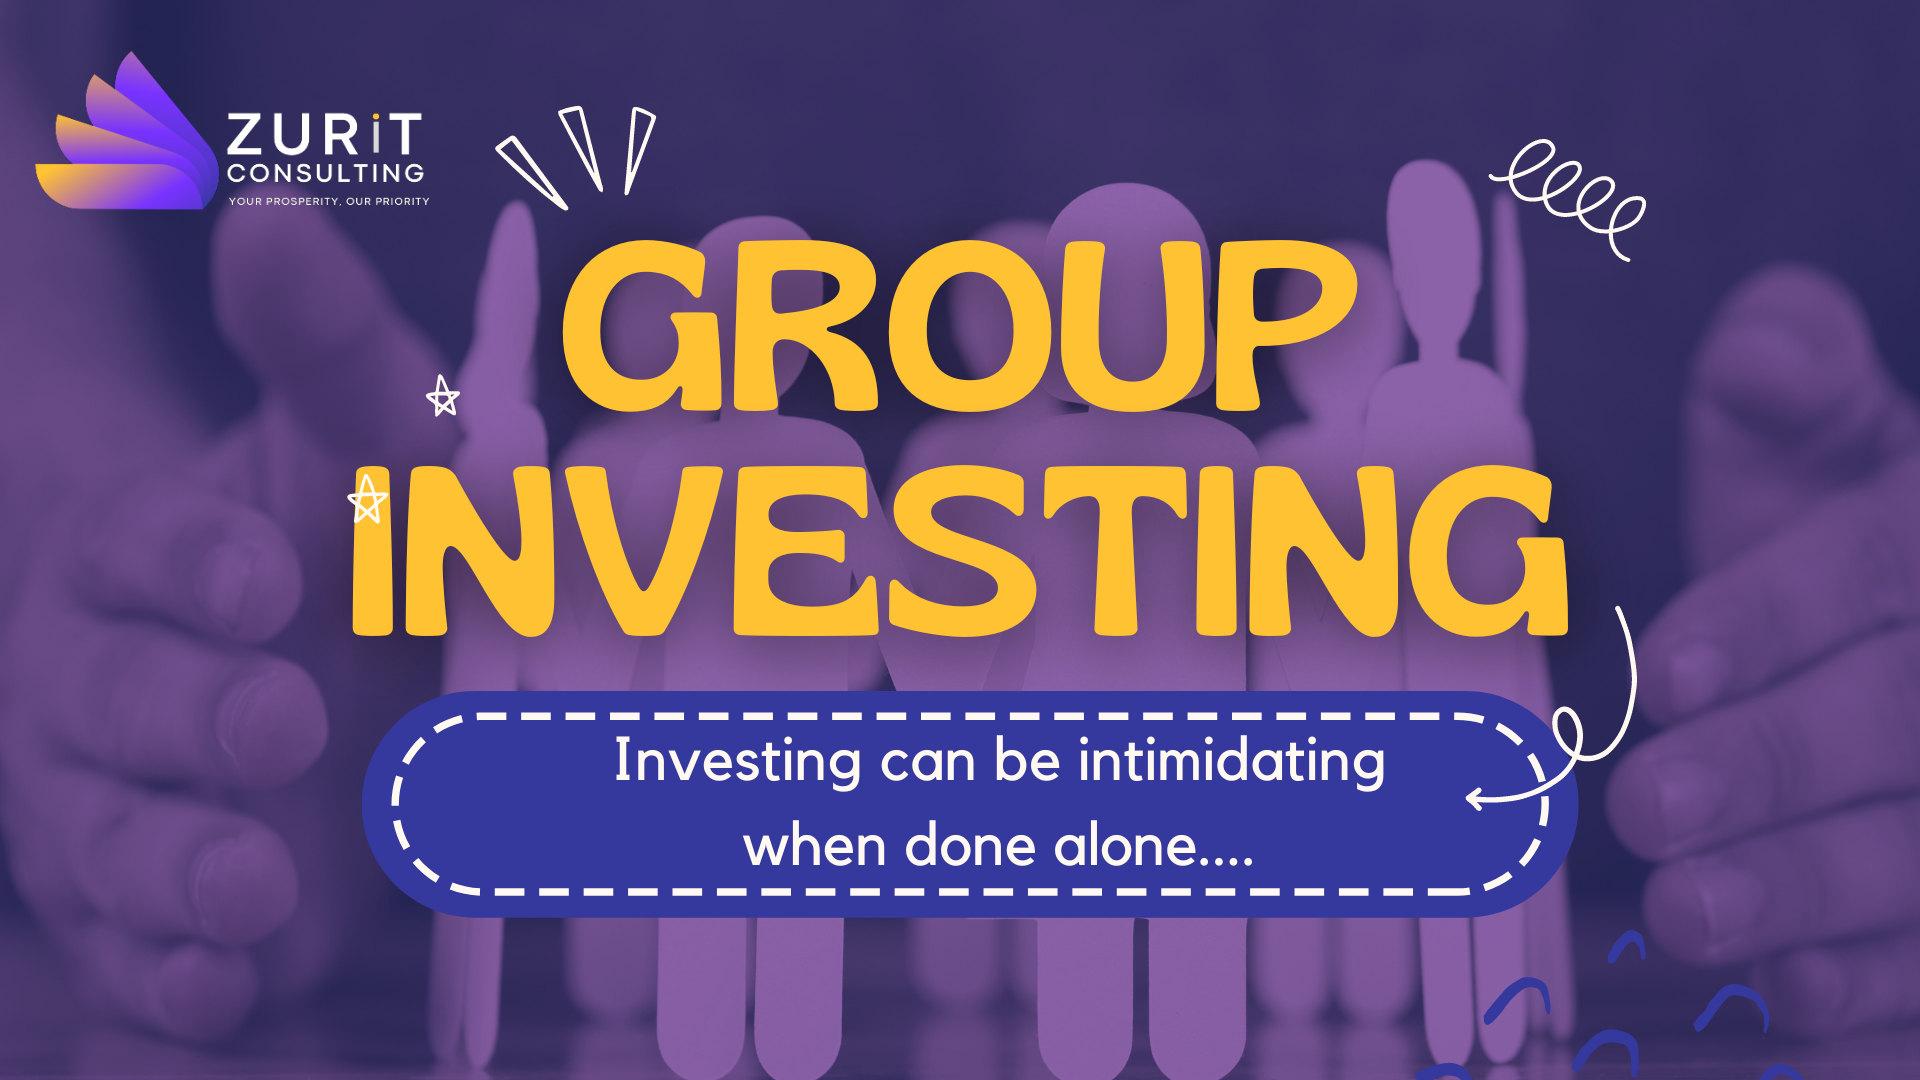 ZURiT
CONSULTING
YOUR PROSPERITY, OUR PRIORITY
GROUP
INVESTING
Investing can be intimidating
when done alone....